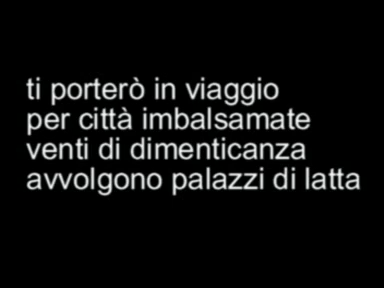 ti porterò in viaggio
per città imbalsamate
venti di dimenticanza
avvolgono palazzi di latta